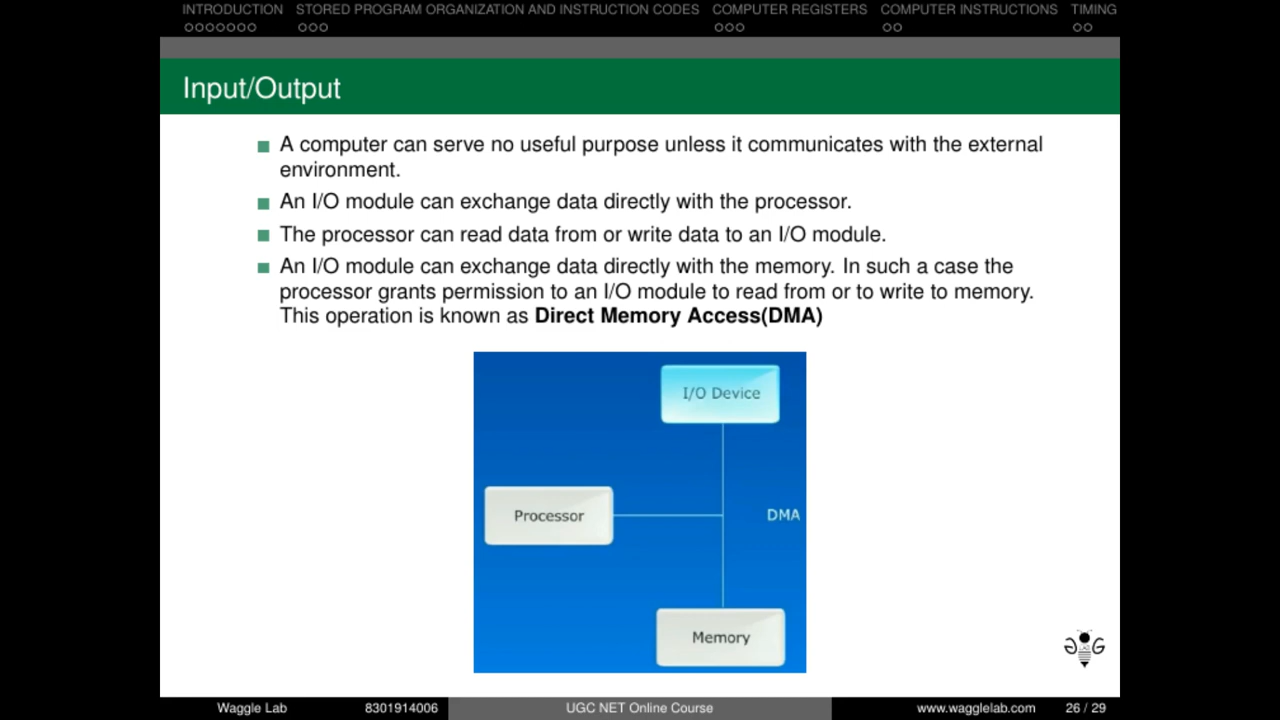 INTRODUCTION STORED PROGRAM ORGANIZATION AND INSTRUCTION CODES COMPUTER REGISTERS COMPUTER INSTRUCTIONS TIMING
Input/Output
A computer can serve no useful purpose unless it communicates with the external
environment.
An I/O module can exchange data directly with the processor.
The processor can read data from or write data to an I/O module.
An I/O module can exchange data directly with the memory. In such a case the
processor grants permission to an I/O module to read from or to write to memory.
This operation is known as Direct Memory Access(DMA)
I/O Device
Processor
DMA
Memory
Waggle Lab 8301914006 UGC NET Online Course www.wagglelab.com 26 / 29